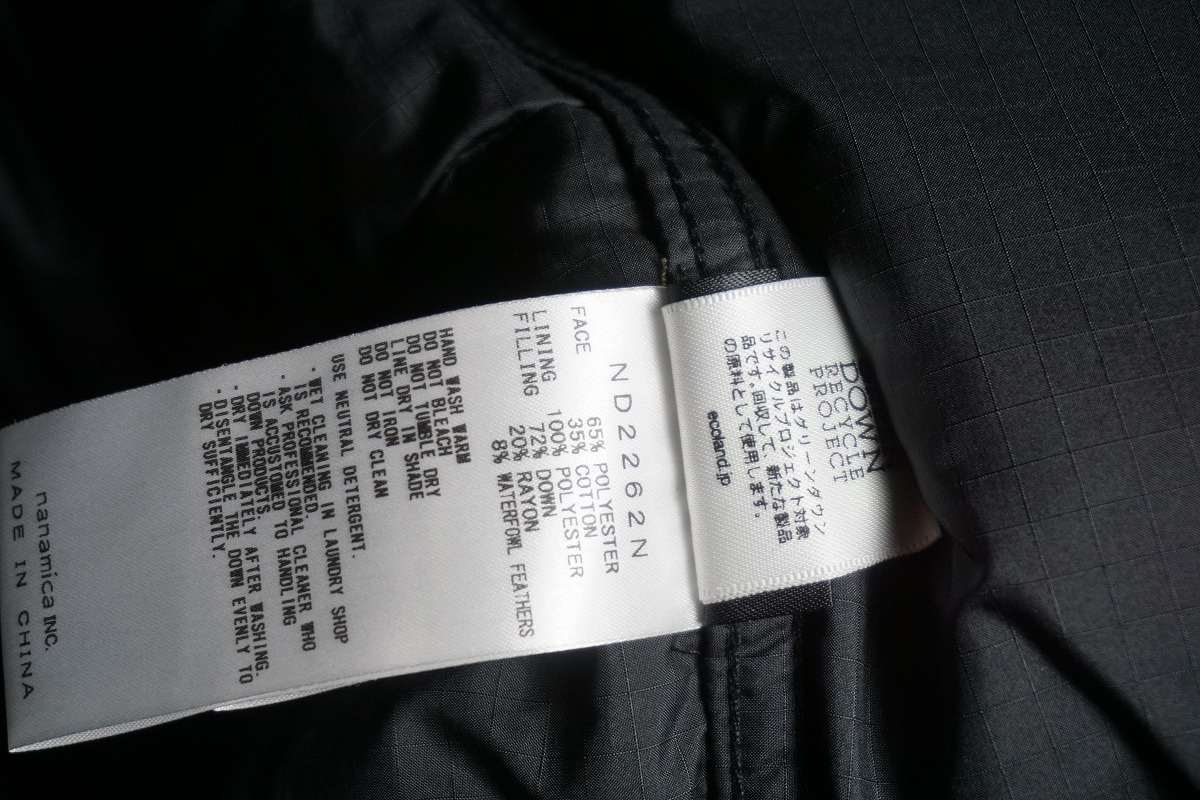 DOWN
RECYCLE
PROJECT
この製品はグリーンダウン
リサイクルプロジェクト対象
品です。回収して、新たな製品
の原料として使用します。
ecoland.jp
ND2262N
FACE 65% POLYESTER
35% COTTON
LINING 100% POLYESTER
FILLING 72% DOWN
20% RAYON
8% WATERFOWL FEATHERS
HAND WASH WARM
DO NOT BLEACH
DO NOT TUMBLE DRY
LINE DRY IN SHADE
DO NOT IRON
DO NOT DRY CLEAN
USE NEUTRAL DETERGENT.
・WET CLEANING IN LAUNDRY SHOP
IS RECOMMENDED.
・ASK PROFESSIONAL CLEANER WHO
IS ACCUSTOMED TO HANDLING
DOWN PRODUCTS.
・DRY IMMEDIATELY AFTER WASHING.
・DISENTANGLE THE DOWN EVENLY TO
DRY SUFFICIENTLY.
nanamica INC.
MADE IN CHINA